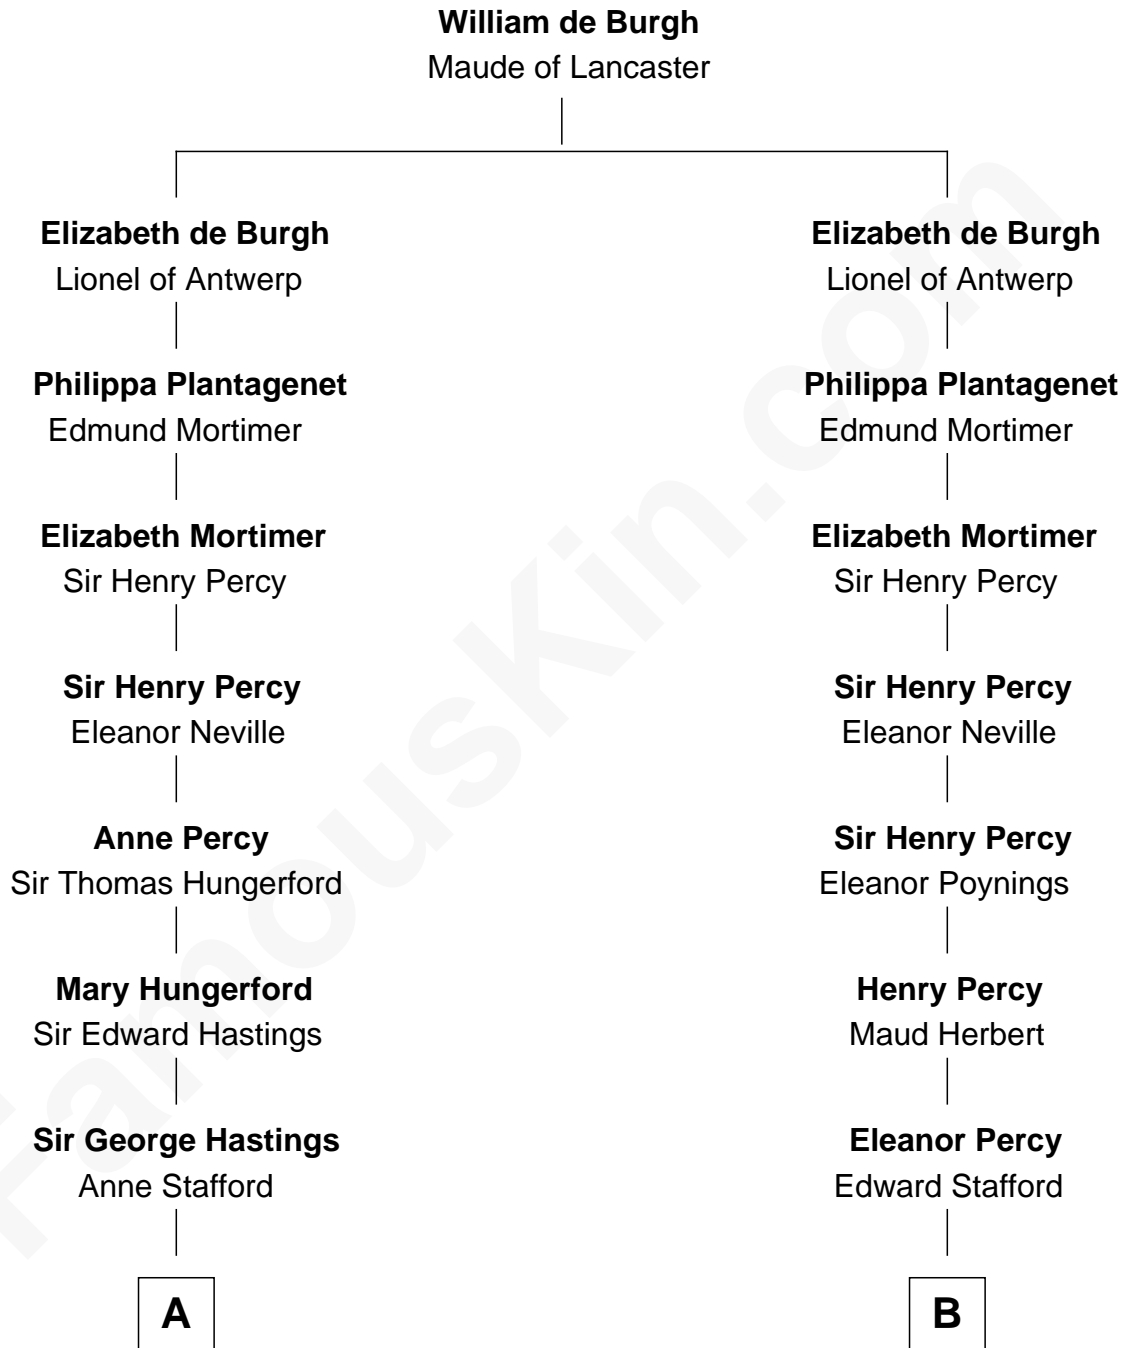 William de Burgh
Maude of Lancaster
Elizabeth de Burgh
Lionel of Antwerp
Philippa Plantagenet
Edmund Mortimer
Elizabeth Mortimer
Sir Henry Percy
Sir Henry Percy
Eleanor Neville
Anne Percy
Sir Thomas Hungerford
Mary Hungerford
Sir Edward Hastings
Sir George Hastings
Anne Stafford
A
Elizabeth de Burgh
Lionel of Antwerp
Philippa Plantagenet
Edmund Mortimer
Elizabeth Mortimer
Sir Henry Percy
Sir Henry Percy
Eleanor Neville
Sir Henry Percy
Eleanor Poynings
Henry Percy
Maud Herbert
Eleanor Percy
Edward Stafford
B
FamousKin.com